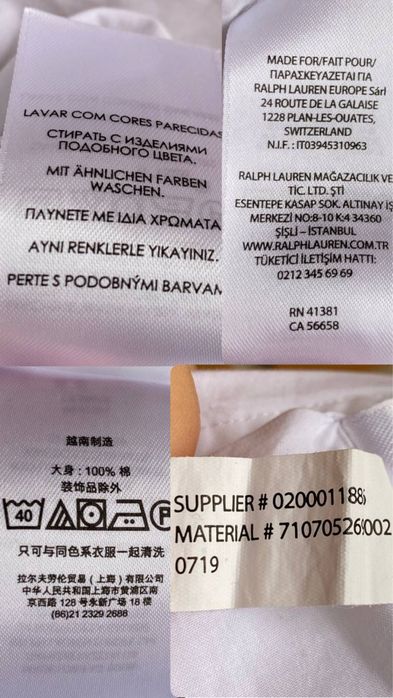 LAVAR COM CORES PARECIDAS
СТИРАТЬ С ИЗДЕЛИЯМИ
ПОДОБНОГО ЦВЕТА.
MIT ÄHNLICHEN FARBEN
WASCHEN.
ΠΛΥΝΕΤΕ ΜΕ ΙΔΙΑ ΧΡΩΜΑΤΑ
AYNI RENKLERLE YIKAYINIZ.
PERTE S PODOBNÝMI BARVAM
MADE FOR/FAIT POUR/
ΠΑΡΑΣΚΕΥΑΖΕΤΑΙ ΓΙΑ
RALPH LAUREN EUROPE Sárl
24 ROUTE DE LA GALAISE
1228 PLAN-LES-OUATES,
SWITZERLAND
N.I.F. : IT03945310963
RALPH LAUREN MAĞAZACILIK VE
TİC. LTD. ŞTİ
ESENTEPE KASAP SOK. ALTINAY İŞ
MERKEZİ NO:8-10 K:4 34360
ŞİŞLİ – İSTANBUL
WWW.RALPHLAUREN.COM.TR
TÜKETİCİ İLETİŞİM HATTI:
0212 345 69 69
RN 41381
CA 56658
越南制造
大身: 100% 棉
装饰品除外
40
P
只可与同色系衣服一起清洗
拉尔夫劳伦贸易 (上海) 有限公司
中华人民共和国上海市黄浦区南
京西路 128 号永新广场 18 楼
(86)21 2329 2686
SUPPLIER # 0200011885
MATERIAL # 710705269002
0719